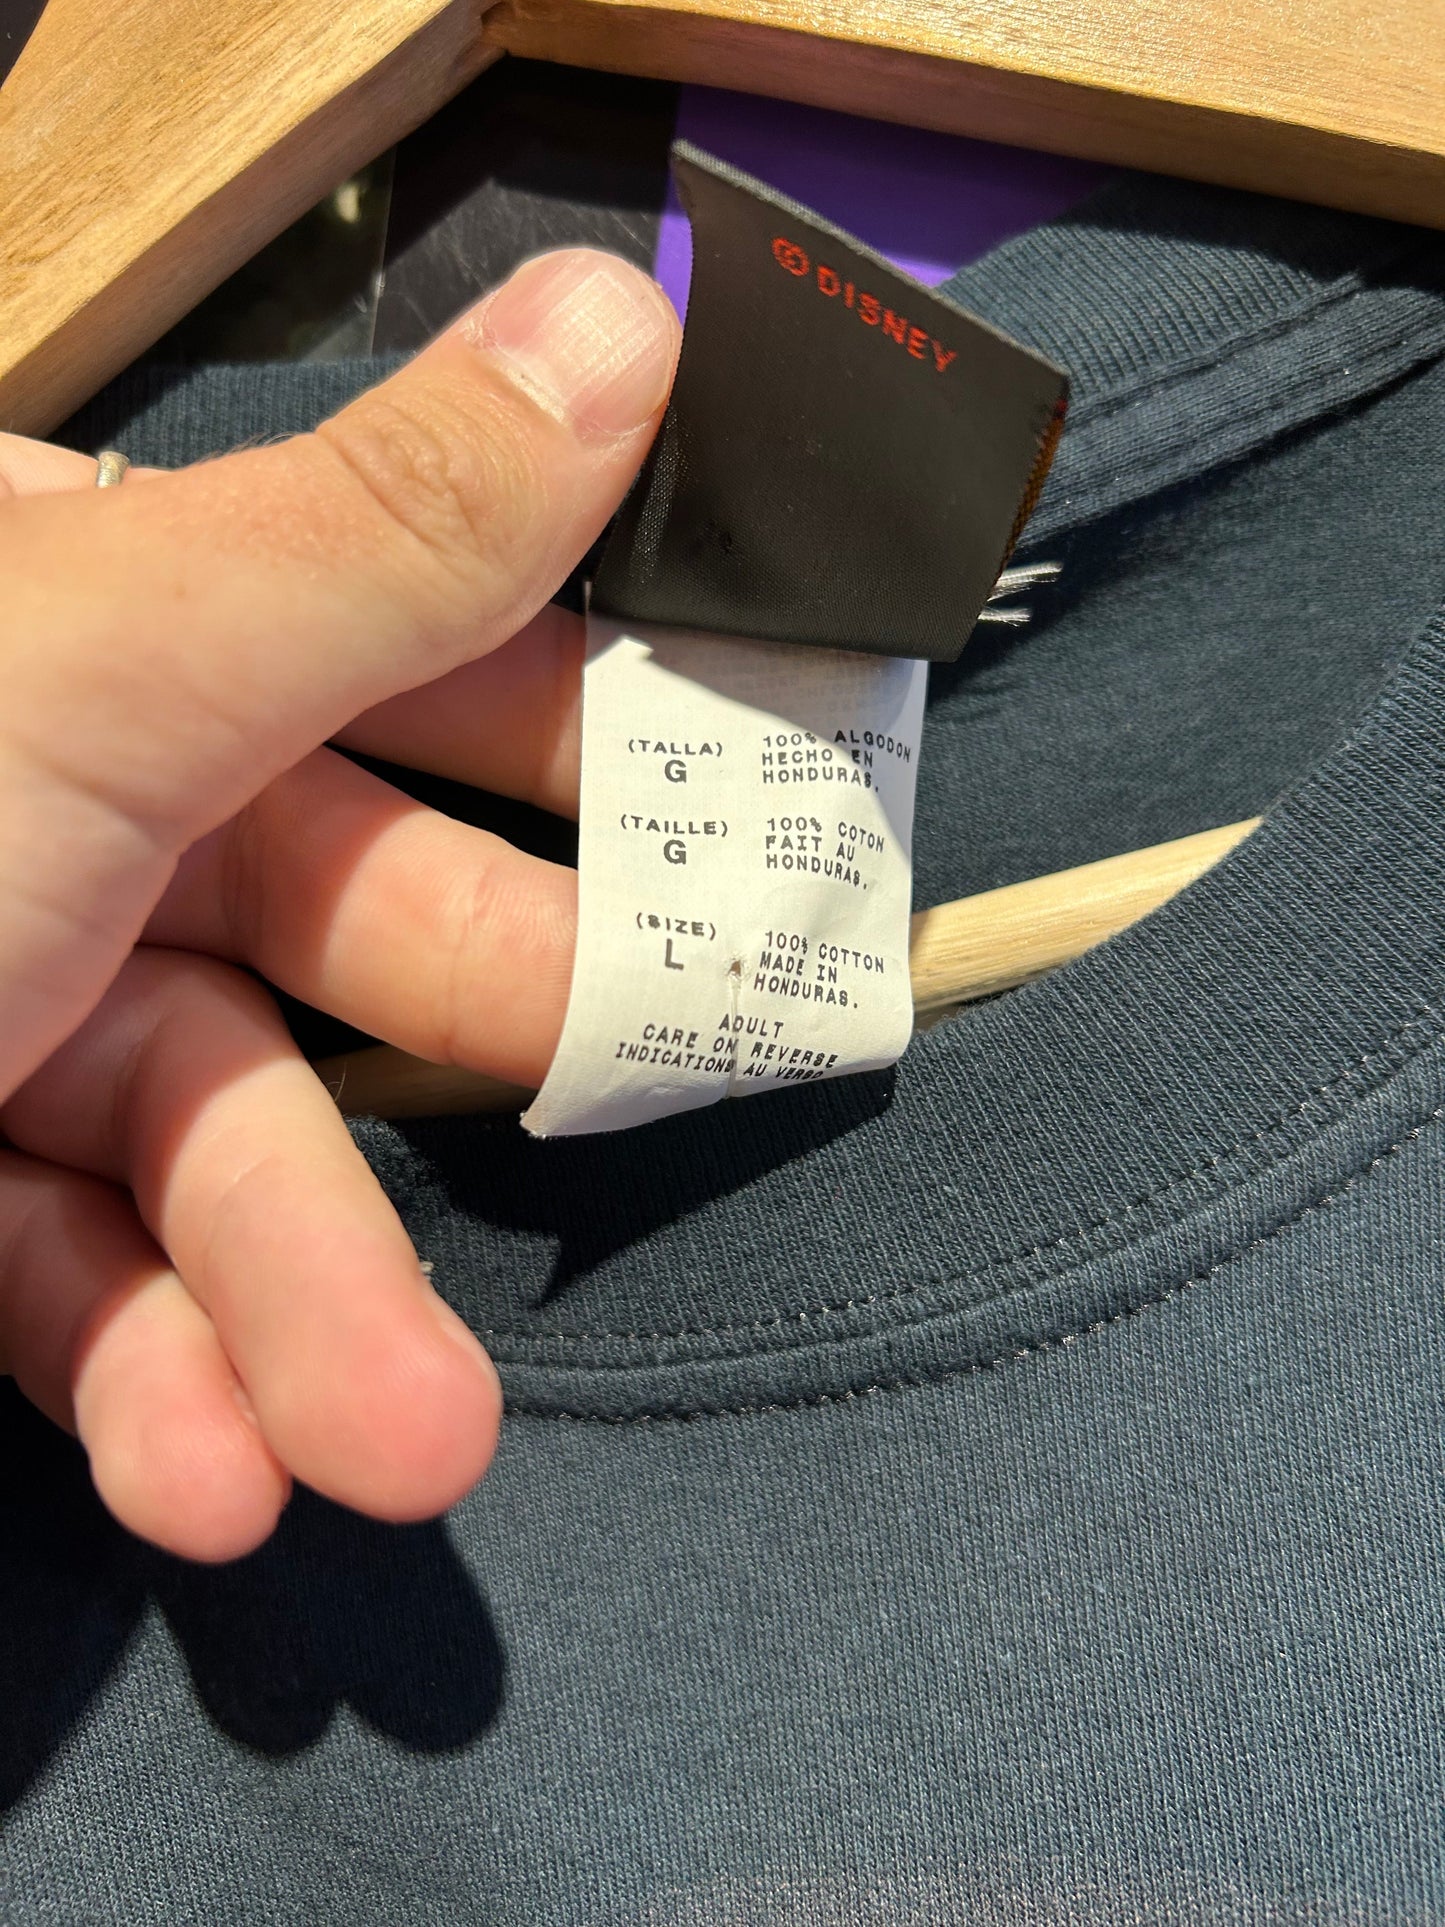 © DISNEY
(TALLA)
G
100% ALGODON
HECHO EN
HONDURAS.
(TAILLE)
G
100% COTON
FAIT AU
HONDURAS.
(SIZE)
L
100% COTTON
MADE IN
HONDURAS.
ADULT
CARE ON REVERSE
INDICATIONS AU VERSO